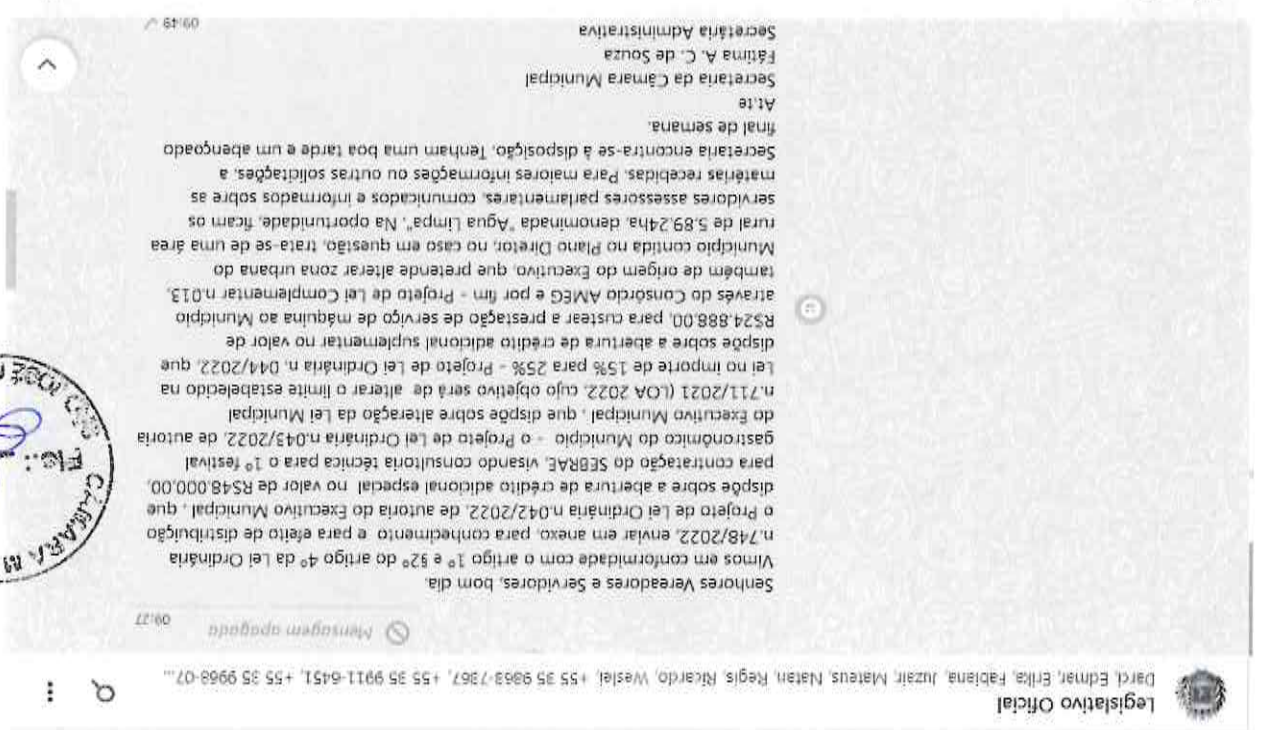 Legislativo Oficial
Darci, Edmar, Erika, Fabiana, Juzair, Mateus, Natan, Regis, Ricardo, Weslei, +55 35 9863-7367, +55 35 9911-6451, +55 35 9968-07...
Mensagem apagada 09:27
Senhores Vereadores e Servidores, bom dia.
Vimos em conformidade com o artigo 1º e §2º do artigo 4º da Lei Ordinária
n.748/2022, enviar em anexo, para conhecimento e para efeito de distribuição
o Projeto de Lei Ordinária n.042/2022, de autoria do Executivo Municipal , que
dispõe sobre a abertura de crédito adicional especial no valor de R$48.000,00,
para contratação do SEBRAE, visando consultoria técnica para o 1º festival
gastronômico do Município - o Projeto de Lei Ordinária n.043/2022, de autoria
do Executivo Municipal , que dispõe sobre alteração da Lei Municipal
n.711/2021 (LOA 2022, cujo objetivo será de alterar o limite estabelecido na
Lei no importe de 15% para 25% - Projeto de Lei Ordinária n. 044/2022, que
dispõe sobre a abertura de crédito adicional suplementar no valor de
R$24.888,00, para custear a prestação de serviço de máquina ao Município
através do Consórcio AMEG e por fim - Projeto de Lei Complementar n.013,
também de origem do Executivo, que pretende alterar zona urbana do
Município contida no Plano Diretor, no caso em questão, trata-se de uma área
rural de 5.89,24ha, denominada "Água Limpa". Na oportunidade, ficam os
servidores assessores parlamentares, comunicados e informados sobre as
matérias recebidas. Para maiores informações ou outras solicitações, a
Secretaria encontra-se à disposição. Tenham uma boa tarde e um abençoado
final de semana.
At.te
Secretaria da Câmara Municipal
Fátima A. C. de Souza
Secretária Administrativa
09:49
CÂMARA M